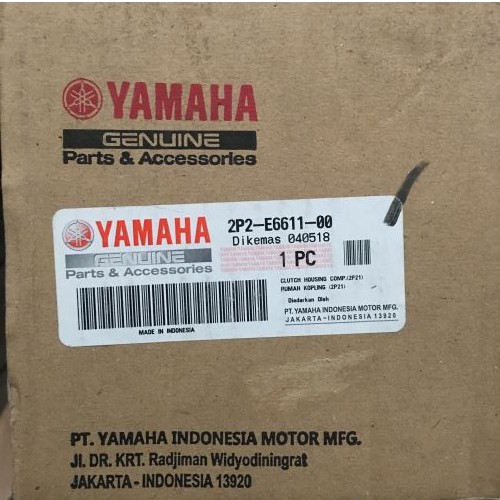 YAMAHA
GENUINE
Parts & Accessories
YAMAHA
GENUINE
Parts & Accessories
MADE IN INDONESIA
2P2-E6611-00
Dikemas 040518
1 PC
CLUTCH HOUSING COMP.(2P21)
RUMAH KOPLING (2P21)
Diedarkan Oleh
PT. YAMAHA INDONESIA MOTOR MFG.
JAKARTA-INDONESIA 13920
PT. YAMAHA INDONESIA MOTOR MFG.
Jl. DR. KRT. Radjiman Widyodiningrat
JAKARTA - INDONESIA 13920